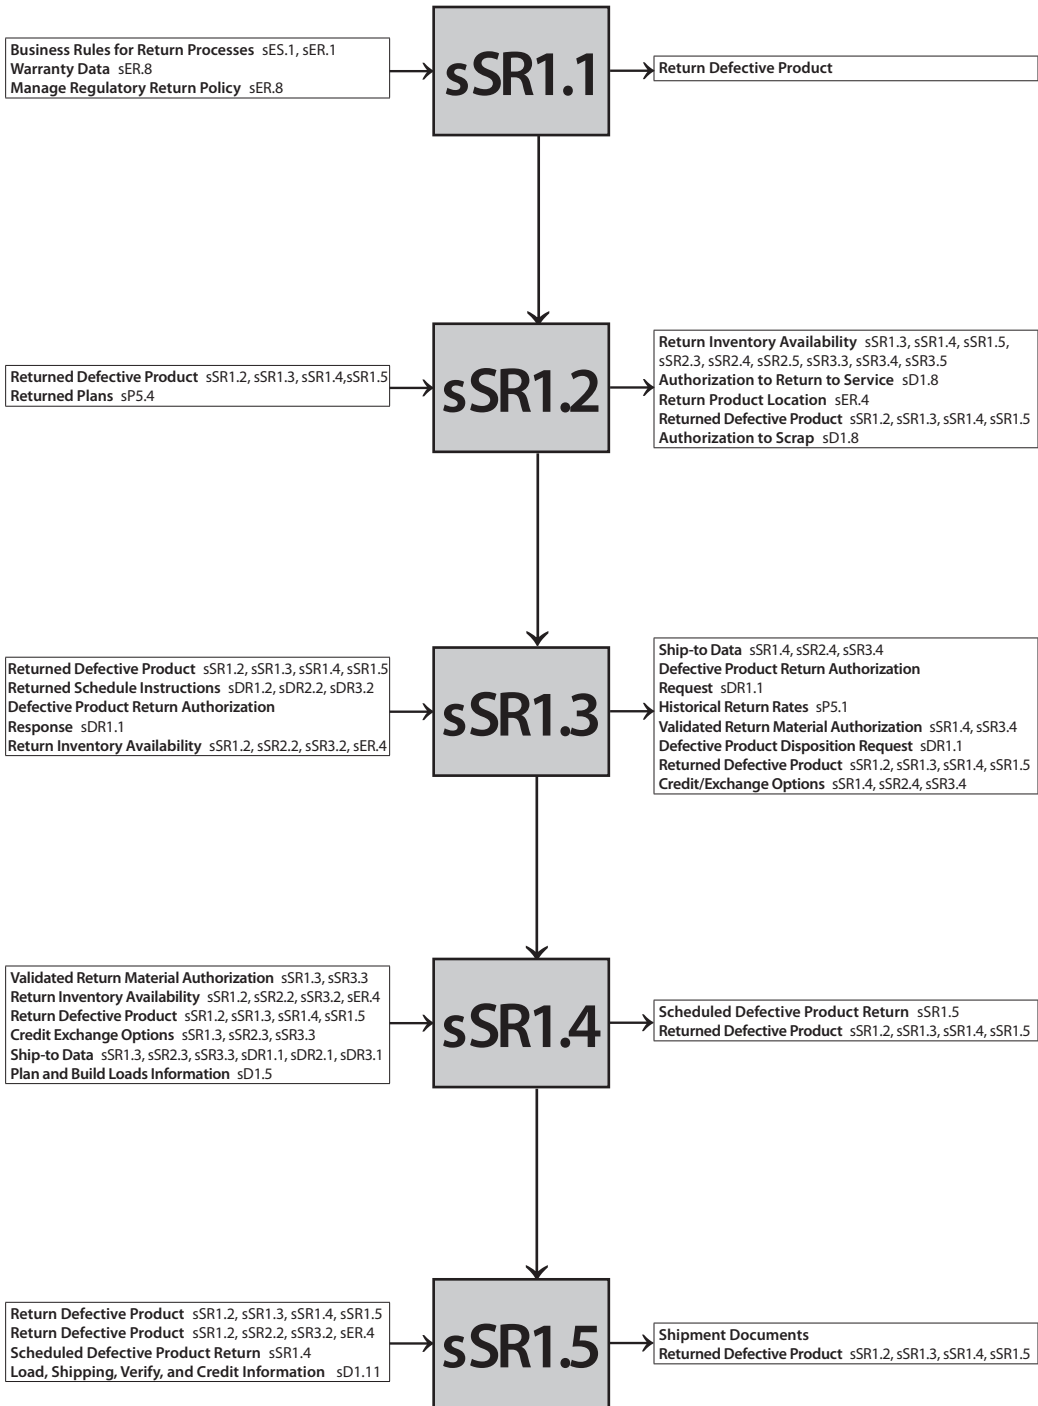 Business Rules for Return Processes sES.1, sER.1
Warranty Data sER.8
Manage Regulatory Return Policy sER.8
sSR1.1
Return Defective Product
Returned Defective Product sSR1.2, sSR1.3, sSR1.4,sSR1.5
Returned Plans sP5.4
sSR1.2
Return Inventory Availability sSR1.3, sSR1.4, sSR1.5,
sSR2.3, sSR2.4, sSR2.5, sSR3.3, sSR3.4, sSR3.5
Authorization to Return to Service sD1.8
Return Product Location sER.4
Returned Defective Product sSR1.2, sSR1.3, sSR1.4, sSR1.5
Authorization to Scrap sD1.8
Returned Defective Product sSR1.2, sSR1.3, sSR1.4, sSR1.5
Returned Schedule Instructions sDR1.2, sDR2.2, sDR3.2
Defective Product Return Authorization
Response sDR1.1
Return Inventory Availability sSR1.2, sSR2.2, sSR3.2, sER.4
sSR1.3
Ship-to Data sSR1.4, sSR2.4, sSR3.4
Defective Product Return Authorization
Request sDR1.1
Historical Return Rates sP5.1
Validated Return Material Authorization sSR1.4, sSR3.4
Defective Product Disposition Request sDR1.1
Returned Defective Product sSR1.2, sSR1.3, sSR1.4, sSR1.5
Credit/Exchange Options sSR1.4, sSR2.4, sSR3.4
Validated Return Material Authorization sSR1.3, sSR3.3
Return Inventory Availability sSR1.2, sSR2.2, sSR3.2, sER.4
Return Defective Product sSR1.2, sSR1.3, sSR1.4, sSR1.5
Credit Exchange Options sSR1.3, sSR2.3, sSR3.3
Ship-to Data sSR1.3, sSR2.3, sSR3.3, sDR1.1, sDR2.1, sDR3.1
Plan and Build Loads Information sD1.5
sSR1.4
Scheduled Defective Product Return sSR1.5
Returned Defective Product sSR1.2, sSR1.3, sSR1.4, sSR1.5
Return Defective Product sSR1.2, sSR1.3, sSR1.4, sSR1.5
Return Defective Product sSR1.2, sSR2.2, sSR3.2, sER.4
Scheduled Defective Product Return sSR1.4
Load, Shipping, Verify, and Credit Information sD1.11
sSR1.5
Shipment Documents
Returned Defective Product sSR1.2, sSR1.3, sSR1.4, sSR1.5